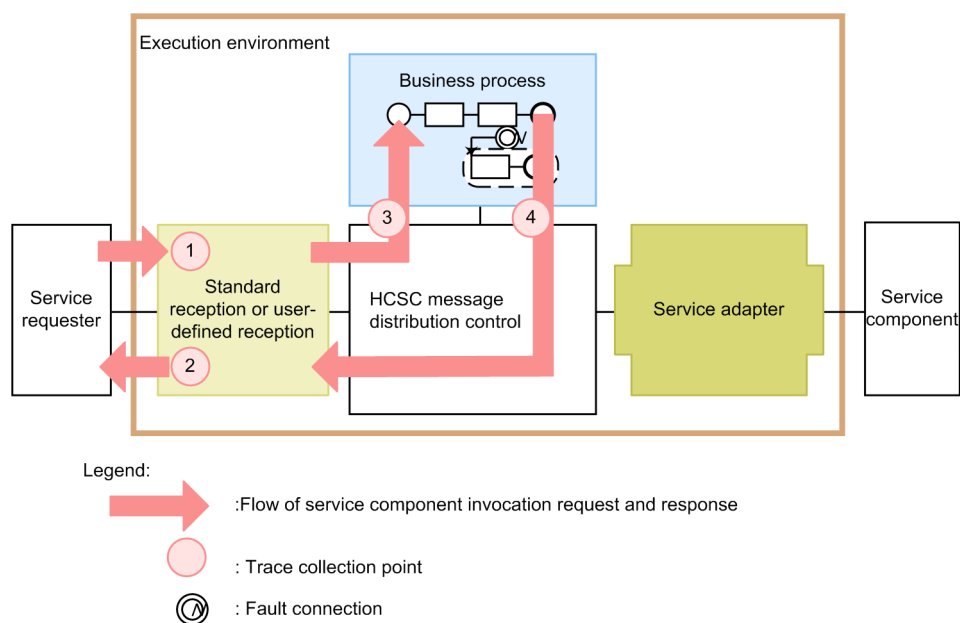 Execution environment
Business process
3
4
1
Service
requester
Standard
reception or user-
defined reception
HCSC message
distribution control
Service adapter
Service
component
2
Legend:
:Flow of service component invocation request and response
: Trace collection point
: Fault connection